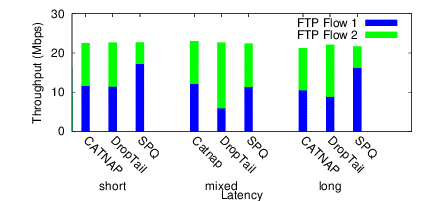 Throughput (Mbps)
30
20
10
0
FTP Flow 1
FTP Flow 2
CATNAP DropTail SPQ Catnap DropTail SPQ CATNAP DropTail SPQ
short mixed long
Latency